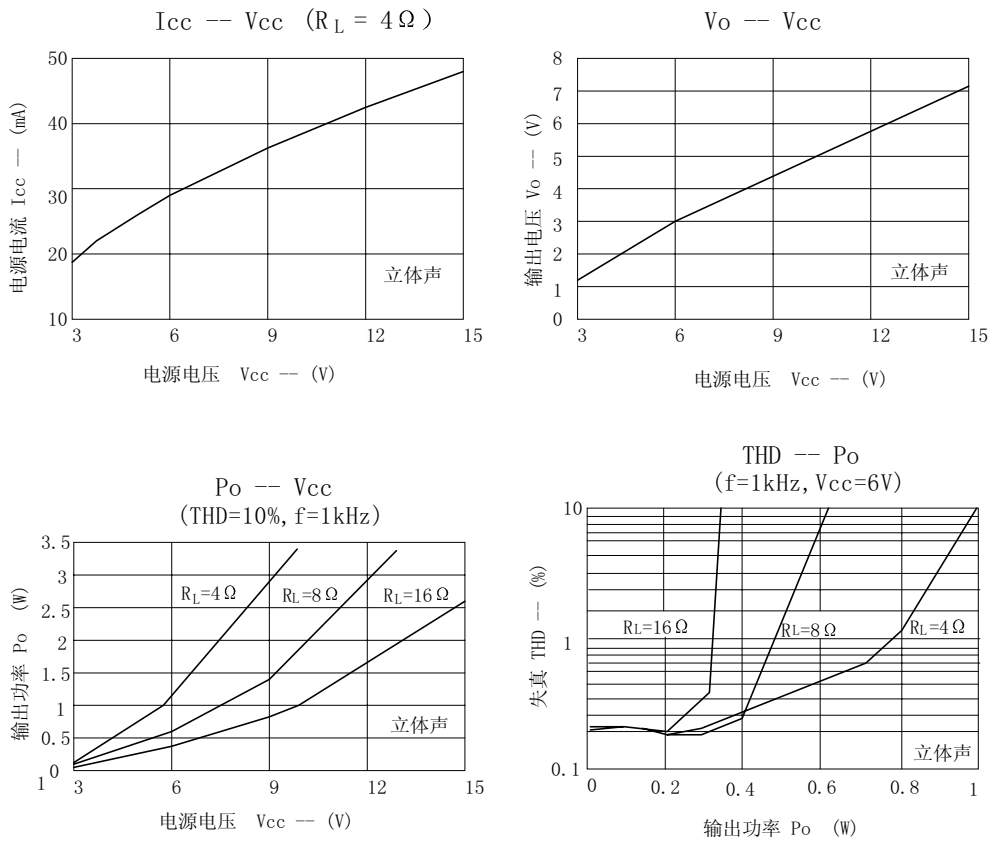 Icc -- Vcc (RL = 4Ω)
50
40
30
20
10
3 6 9 12 15
电源电流 Icc -- (mA)
立体声
电源电压 Vcc -- (V)
Vo -- Vcc
8
7
6
5
4
3
2
1
0
3 6 9 12 15
输出电压 Vo -- (V)
立体声
电源电压 Vcc -- (V)
Po -- Vcc
(THD=10%,f=1kHz)
3.5
3
2.5
2
1.5
1
0.5
0
1
3 6 9 12 15
输出功率 Po (W)
RL=4Ω
RL=8Ω
RL=16Ω
立体声
电源电压 Vcc -- (V)
THD -- Po
(f=1kHz,Vcc=6V)
10
1
0.1
0 0.2 0.4 0.6 0.8 1
失真 THD -- (%)
RL=16Ω
RL=8Ω
RL=4Ω
立体声
输出功率 Po (W)